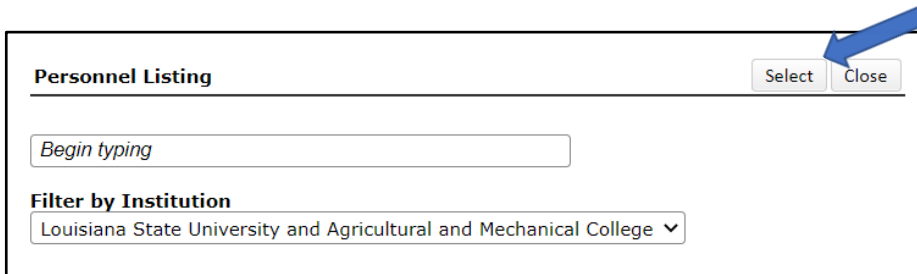 Personnel Listing
Select
Close
Begin typing
Filter by Institution
Louisiana State University and Agricultural and Mechanical College